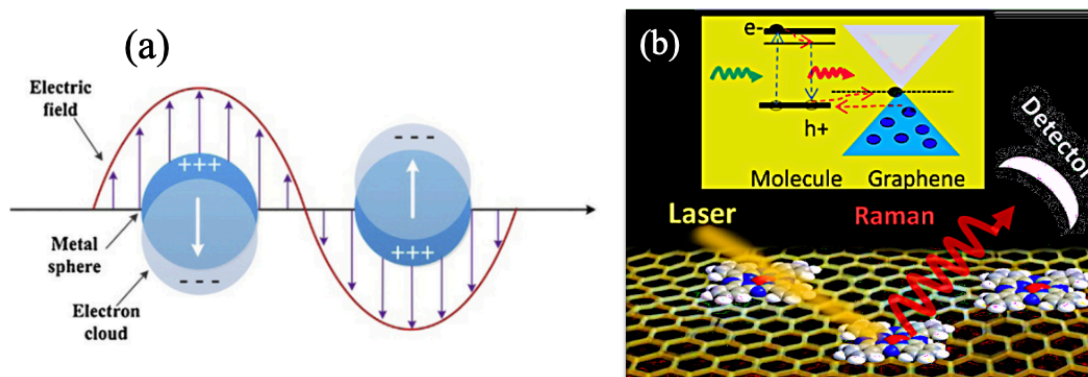 (a)
Electric
field
+++
- - -
Metal
sphere
- - -
+++
Electron
cloud
(b)
e-
h+
Molecule Graphene
Detector
Laser
Raman